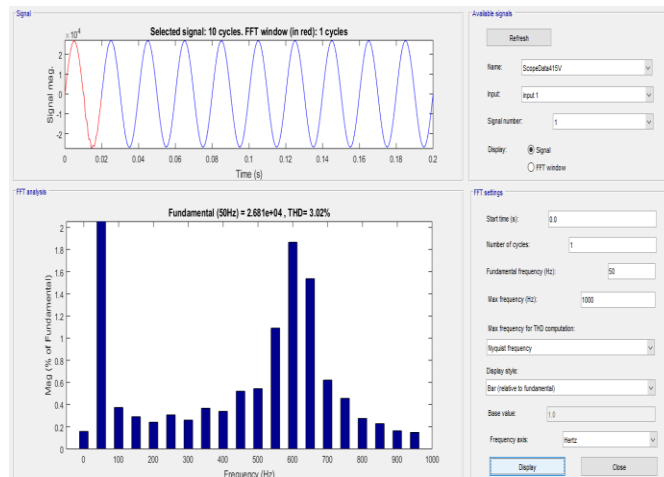 Signal
Selected signal: 10 cycles. FFT window (in red): 1 cycles
×10⁴
2
1
0
-1
-2
Signal mag.
0 0.02 0.04 0.06 0.08 0.1 0.12 0.14 0.16 0.18 0.2
Time (s)
Available signals
Refresh
Name: ScopeData415V
Input: input 1
Signal number: 1
Display: Signal
FFT window
FFT analysis
Fundamental (50Hz) = 2.681e+04 , THD= 3.02%
2
1.8
1.6
1.4
1.2
1
0.8
0.6
0.4
0.2
0
Mag (% of Fundamental)
0 100 200 300 400 500 600 700 800 900 1000
Frequency (Hz)
FFT settings
Start time (s): 0.0
Number of cycles: 1
Fundamental frequency (Hz): 50
Max frequency (Hz): 1000
Max frequency for THD computation:
Nyquist frequency
Display style:
Bar (relative to fundamental)
Base value: 1.0
Frequency axis: Hertz
Display Close